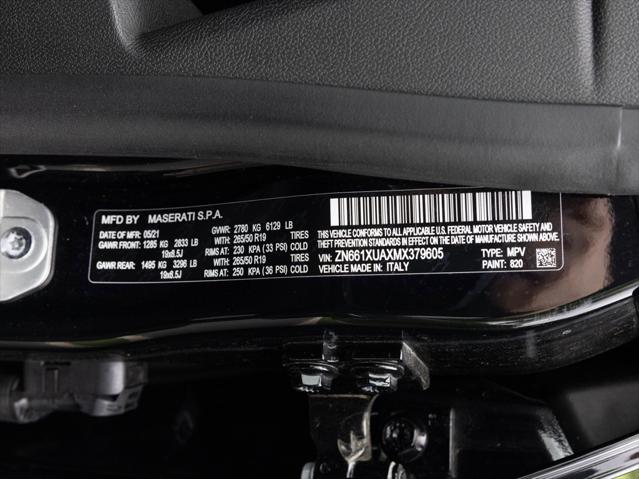 MFD BY MASERATI S.P.A.
DATE OF MFR: 05/21 GVWR: 2780 KG 6129 LB
GAWR FRONT: 1285 KG 2833 LB TIRES 265/50 R19
19x8.5J RIMS AT: 230 KPA (33 PSI) COLD
GAWR REAR: 1495 KG 3296 LB TIRES 265/50 R19
19x8.5J RIMS AT: 250 KPA (36 PSI) COLD
THIS VEHICLE CONFORMS TO ALL APPLICABLE U.S. FEDERAL MOTOR VEHICLE SAFETY AND
THEFT PREVENTION STANDARDS IN EFFECT ON THE DATE OF MANUFACTURE SHOWN ABOVE.
VIN: ZN661XUAXMX379605 TYPE: MPV
VEHICLE MADE IN: ITALY PAINT: 820